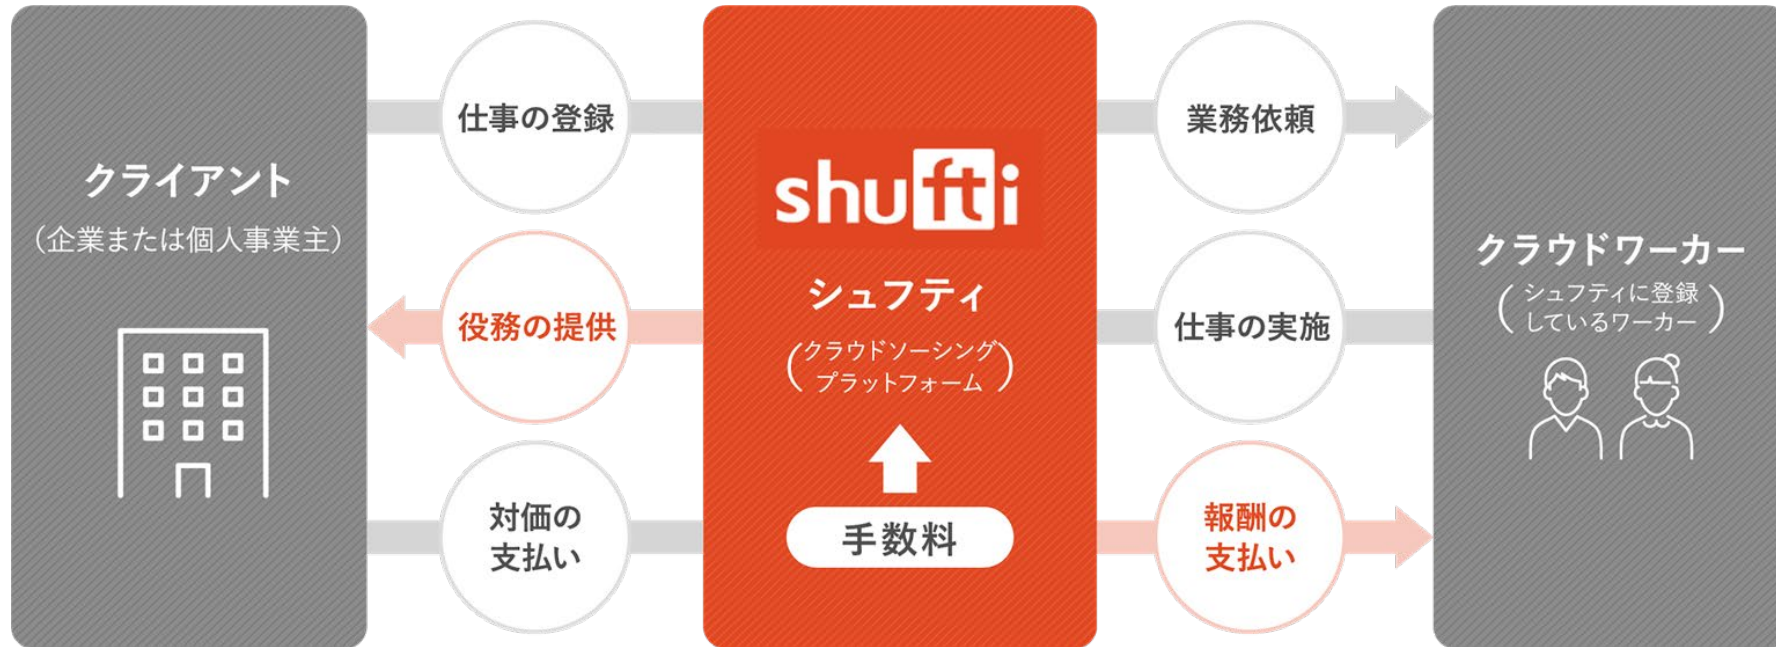 クライアント
（企業または個人事業主）
仕事の登録
役務の提供
対価の
支払い
shufti
シュフティ
（クラウドソーシング
プラットフォーム）
手数料
業務依頼
仕事の実施
報酬の
支払い
クラウドワーカー
（シュフティに登録
しているワーカー）